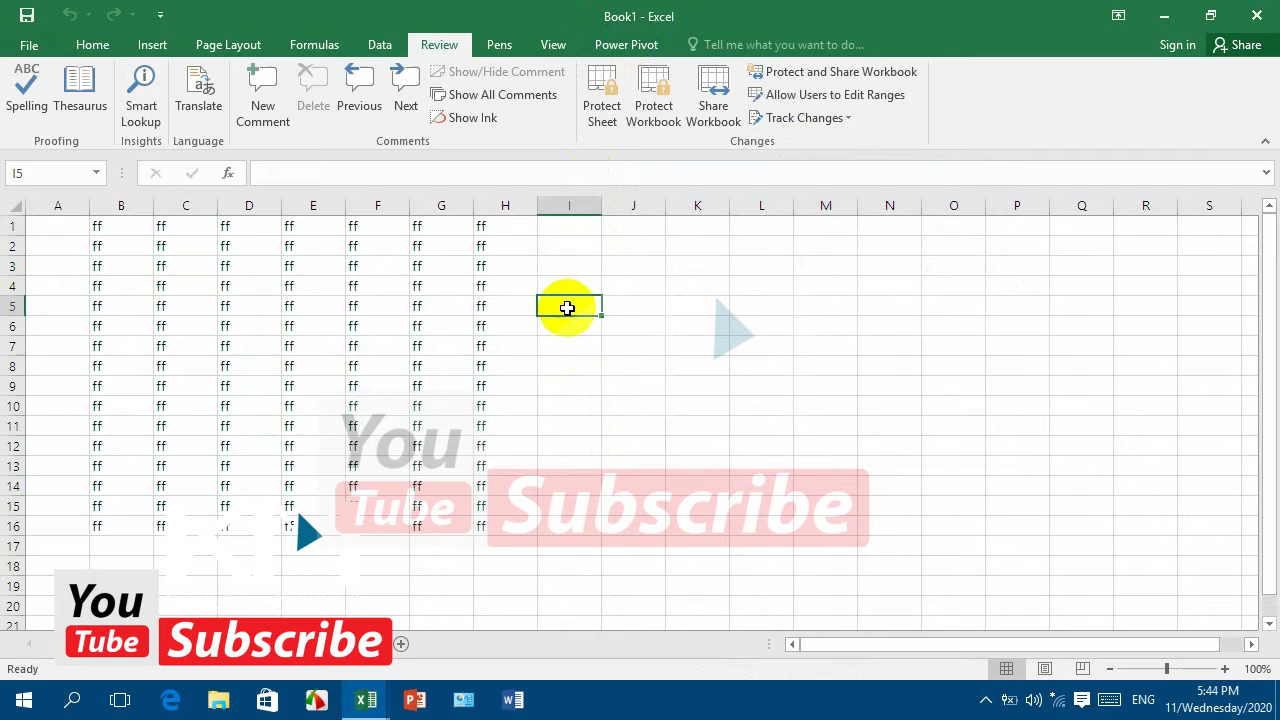 Book1 - Excel
File Home Insert Page Layout Formulas Data Review Pens View Power Pivot Tell me what you want to do... Sign in Share
ABC
Spelling Thesaurus Smart Lookup Translate New Comment Delete Previous Next Show/Hide Comment Show All Comments Show Ink Protect Sheet Protect Workbook Share Workbook Protect and Share Workbook Allow Users to Edit Ranges Track Changes
Proofing Insights Language Comments Changes
I5 fx
A B C D E F G H I J K L M N O P Q R S
1 ff ff ff ff ff ff ff
2 ff ff ff ff ff ff ff
3 ff ff ff ff ff ff ff
4 ff ff ff ff ff ff ff
5 ff ff ff ff ff ff ff
6 ff ff ff ff ff ff ff
7 ff ff ff ff ff ff ff
8 ff ff ff ff ff ff ff
9 ff ff ff ff ff ff ff
10 ff ff ff ff ff ff ff
11 ff ff ff ff ff ff ff
12 ff ff ff ff ff ff ff
13 ff ff ff ff ff ff ff
14 ff ff ff ff ff ff ff
15 ff ff ff ff ff ff
16 ff ff ff ff
17
18
19
20
21
You
Tube Subscribe
You
Tube Subscribe
Ready 100%
ENG 5:44 PM
11/Wednesday/2020